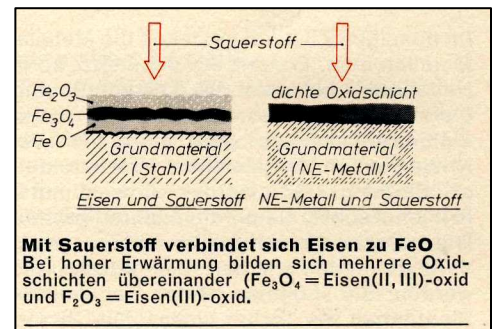 Sauerstoff
Fe₂O₃
Fe₃O₄
Fe O
dichte Oxidschicht
Grundmaterial
(Stahl)
Grundmaterial
(NE-Metall)
Eisen und Sauerstoff
NE-Metall und Sauerstoff
Mit Sauerstoff verbindet sich Eisen zu FeO
Bei hoher Erwärmung bilden sich mehrere Oxid-
schichten übereinander (Fe₃O₄ = Eisen(II, III)-oxid
und F₂O₃ = Eisen(III)-oxid.